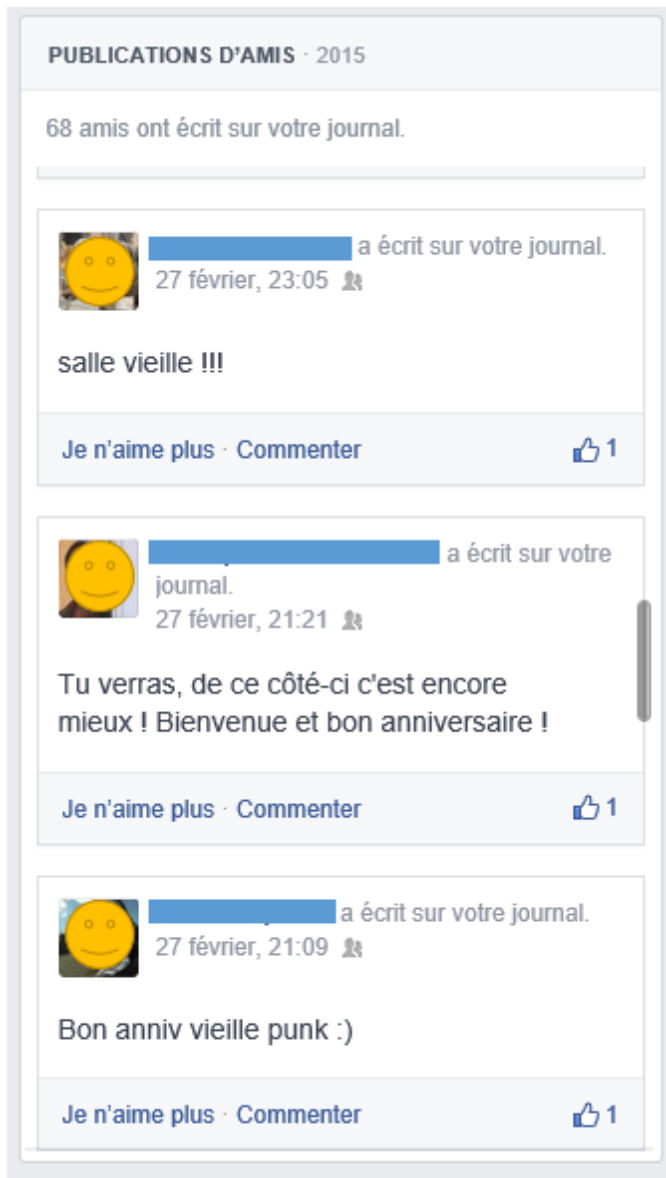 PUBLICATIONS D'AMIS · 2015
68 amis ont écrit sur votre journal.
a écrit sur votre journal.
27 février, 23:05
salle vieille !!!
Je n'aime plus · Commenter 1
a écrit sur votre
journal.
27 février, 21:21
Tu verras, de ce côté-ci c'est encore
mieux ! Bienvenue et bon anniversaire !
Je n'aime plus · Commenter 1
a écrit sur votre journal.
27 février, 21:09
Bon anniv vieille punk :)
Je n'aime plus · Commenter 1